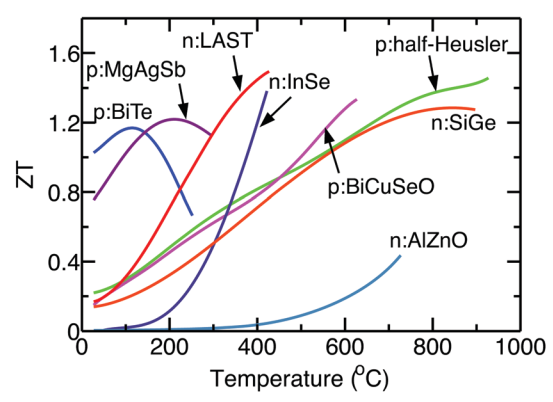 n:LAST
p:half-Heusler
1.6
p:MgAgSb
n:InSe
p:BiTe
1.2
n:SiGe
ZT
0.8
p:BiCuSeO
n:AlZnO
0.4
0
0 200 400 600 800 1000
Temperature (°C)